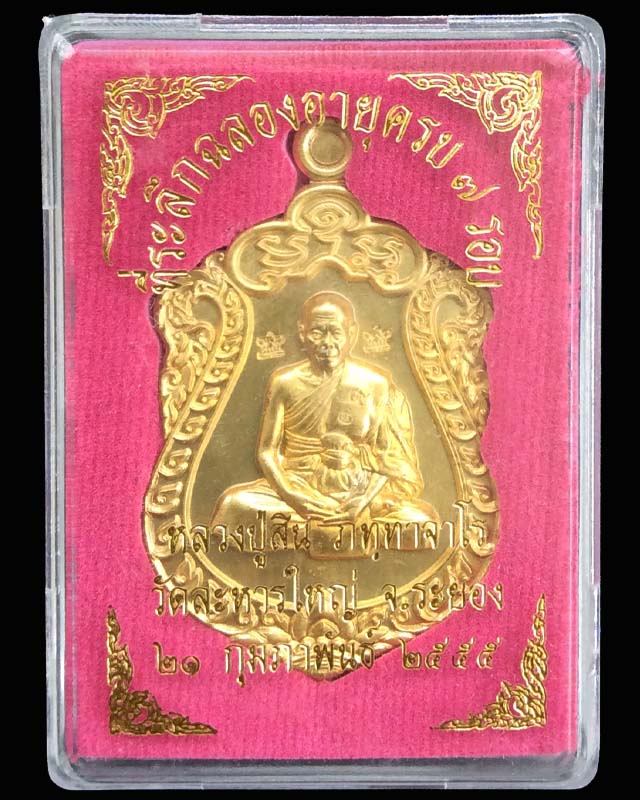 ที่ระลึกฉลองอายุครบ ๗ รอบ
หลวงปู่สิน ภทฺทาจาโร
วัดละหารใหญ่ จ.ระยอง
๒๑ กุมภาพันธ์ ๒๕๕๕